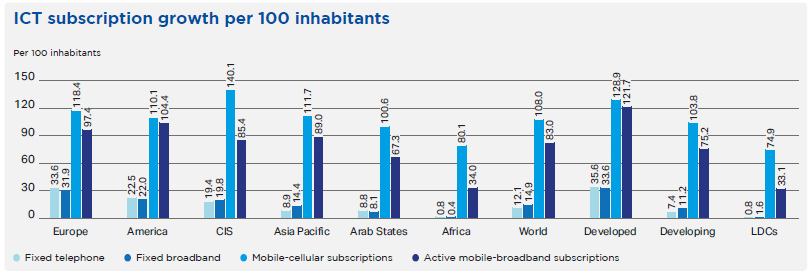 ICT subscription growth per 100 inhabitants
Per 100 inhabitants
150
120
90
60
30
0
33.6 31.9 118.4 97.4
22.5 22.0 110.1 104.4
19.4 19.8 140.1 85.4
8.9 14.4 111.7 89.0
8.8 8.1 100.6 67.3
0.8 0.4 80.1 34.0
12.1 14.9 108.0 83.0
35.6 33.6 128.9 121.7
7.4 11.2 103.8 75.2
0.8 1.6 74.9 33.1
Europe America CIS Asia Pacific Arab States Africa World Developed Developing LDCs
Fixed telephone Fixed broadband Mobile-cellular subscriptions Active mobile-broadband subscriptions